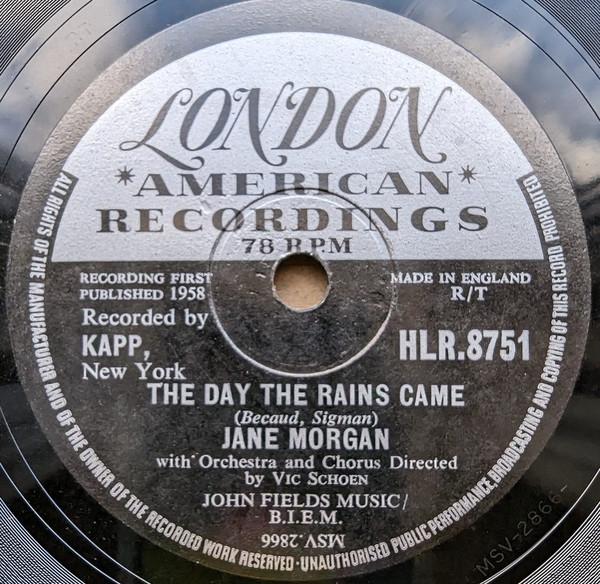 LONDON
*AMERICAN*
RECORDINGS
78 RPM
RECORDING FIRST
PUBLISHED 1958
MADE IN ENGLAND
R/T
Recorded by
KAPP,
New York
HLR.8751
THE DAY THE RAINS CAME
(Becaud, Sigman)
JANE MORGAN
with Orchestra and Chorus Directed
by VIC SCHOEN
JOHN FIELDS MUSIC/
B.I.E.M.
MSV.2866
ALL RIGHTS OF THE MANUFACTURER AND OF THE OWNER OF THE RECORDED WORK RESERVED·UNAUTHORISED PUBLIC PERFORMANCE, BROADCASTING AND COPYING OF THIS RECORD PROHIBITED
MSV-2866-